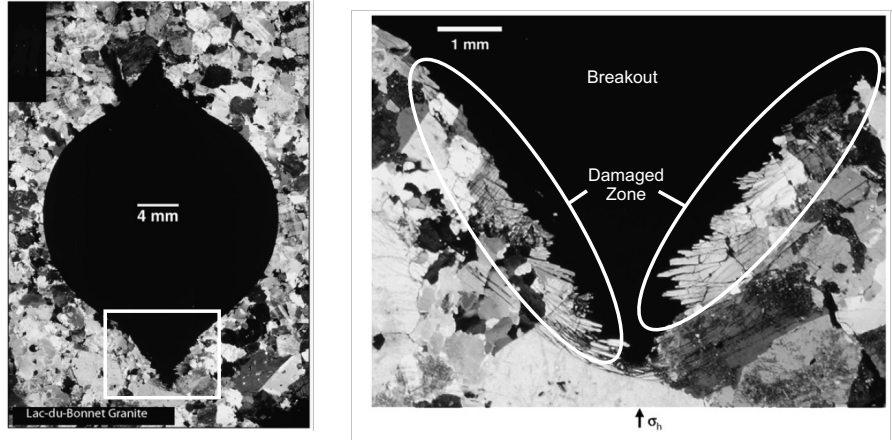 4 mm
Lac-du-Bonnet Granite
1 mm
Breakout
Damaged
Zone
↑ σh